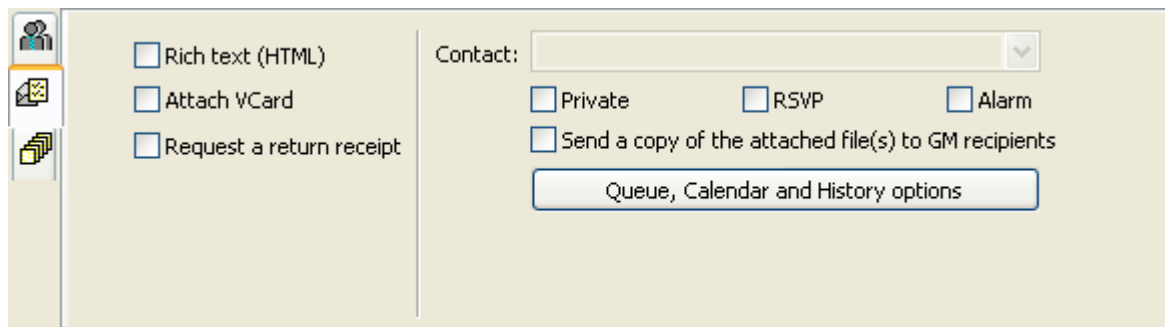 Rich text (HTML)
Attach VCard
Request a return receipt
Contact:
Private RSVP Alarm
Send a copy of the attached file(s) to GM recipients
Queue, Calendar and History options